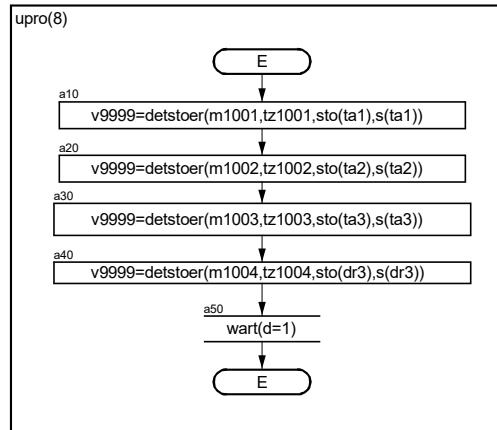 upro(8)
E
a10
v9999=detstoer(m1001,tz1001,sto(ta1),s(ta1))
a20
v9999=detstoer(m1002,tz1002,sto(ta2),s(ta2))
a30
v9999=detstoer(m1003,tz1003,sto(ta3),s(ta3))
a40
v9999=detstoer(m1004,tz1004,sto(dr3),s(dr3))
a50
wart(d=1)
E